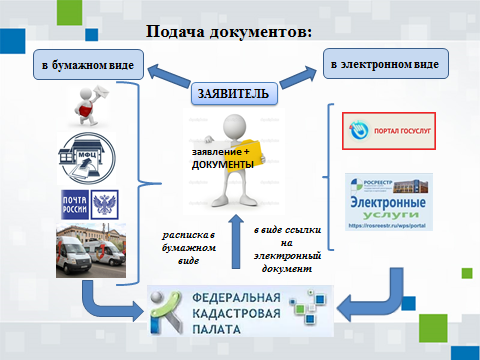 Подача документов:
в бумажном виде
в электронном виде
ЗАЯВИТЕЛЬ
заявление +
ДОКУМЕНТЫ
МФЦ
ПОЧТА
РОССИИ
ПОРТАЛ ГОСУСЛУГ
РОСРЕЕСТР
Электронные
услуги
https://rosreestr.ru/wps/portal
расписка в
бумажном
виде
в виде ссылки
на
электронный
документ
ФЕДЕРАЛЬНАЯ
КАДАСТРОВАЯ
ПАЛАТА